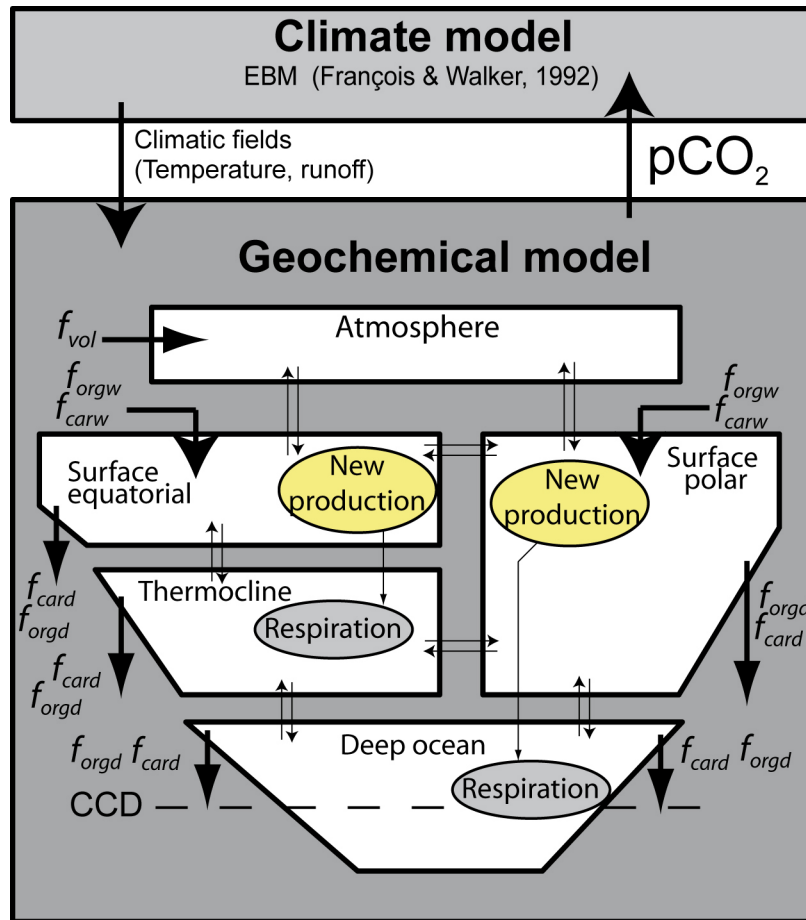 Climate model
EBM (François & Walker, 1992)
Climatic fields
(Temperature, runoff)
pCO2
Geochemical model
Atmosphere
fvol
forgw
fcarw
forgw
fcarw
Surface
equatorial
New
production
New
production
Surface
polar
fcard
forgd
Thermocline
Respiration
forgd
fcard
fcard
forgd
Deep ocean
forgd fcard
fcard forgd
Respiration
CCD